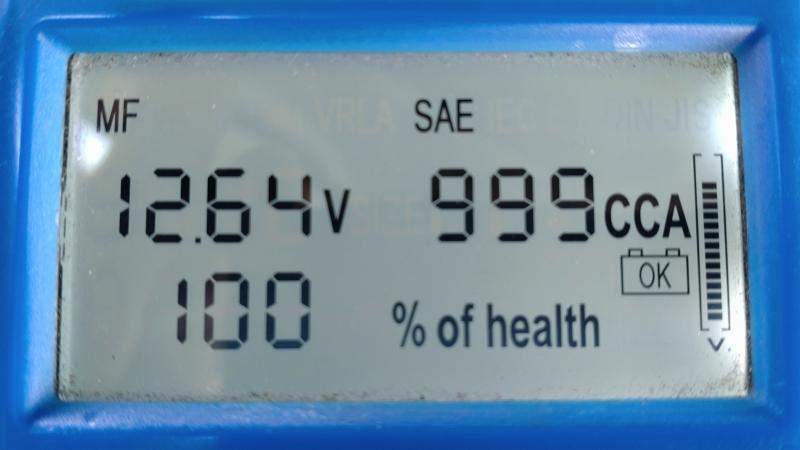 MF SAE
12.64V 999CCA
OK
100 % of health